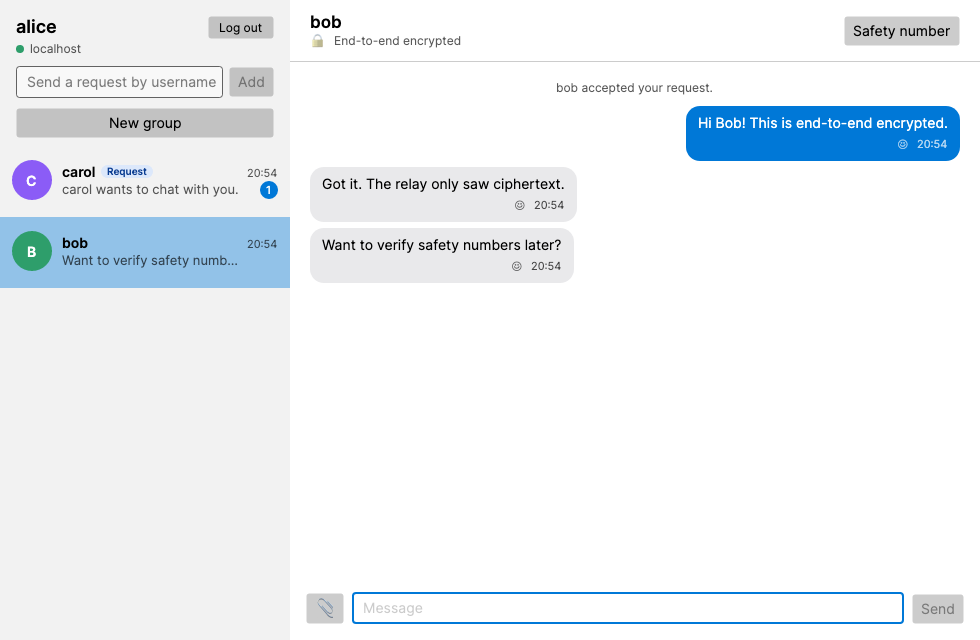 alice
Log out
localhost
Send a request by username
Add
New group
C
carol
Request
20:54
carol wants to chat with you.
1
B
bob
20:54
Want to verify safety numb...
bob
End-to-end encrypted
Safety number
bob accepted your request.
Hi Bob! This is end-to-end encrypted.
20:54
Got it. The relay only saw ciphertext.
20:54
Want to verify safety numbers later?
20:54
Message
Send